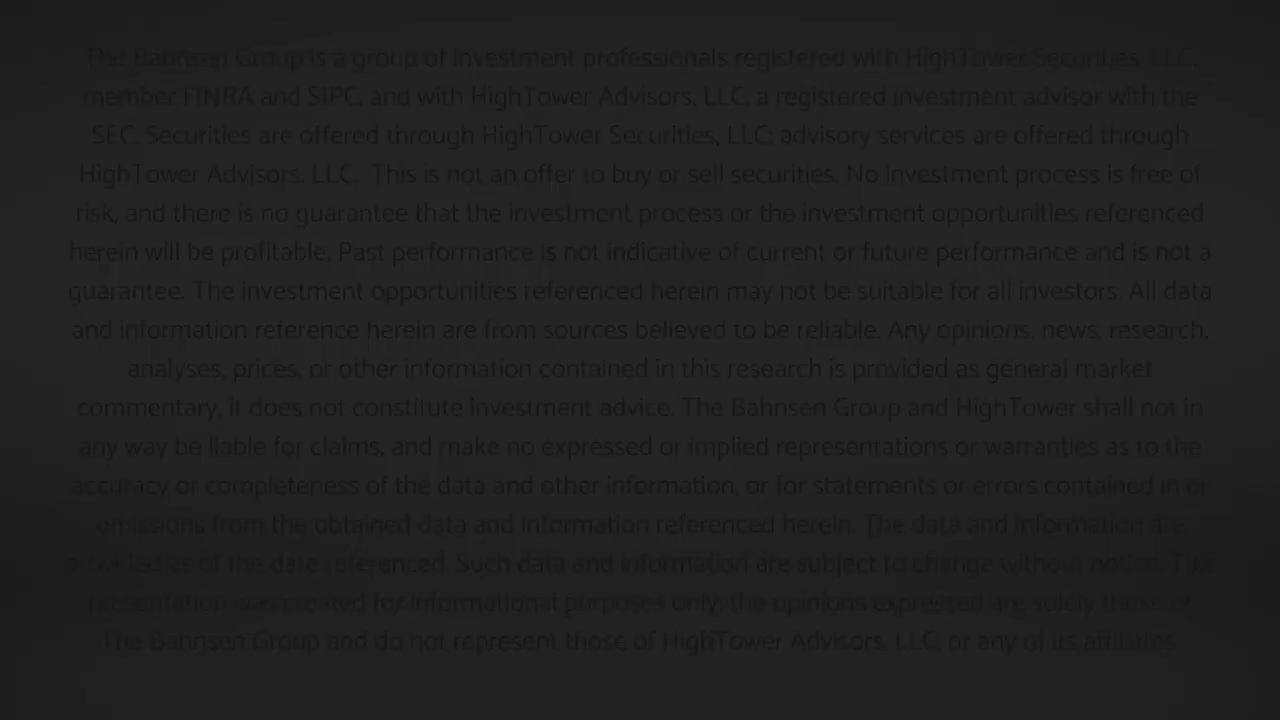 The Bahnsen Group is a group of investment professionals registered with HighTower Securities, LLC,
member FINRA and SIPC, and with HighTower Advisors, LLC, a registered investment advisor with the
SEC. Securities are offered through HighTower Securities, LLC; advisory services are offered through
HighTower Advisors, LLC.  This is not an offer to buy or sell securities. No investment process is free of
risk, and there is no guarantee that the investment process or the investment opportunities referenced
herein will be profitable. Past performance is not indicative of current or future performance and is not a
guarantee. The investment opportunities referenced herein may not be suitable for all investors. All data
and information reference herein are from sources believed to be reliable. Any opinions, news, research,
analyses, prices, or other information contained in this research is provided as general market
commentary, it does not constitute investment advice. The Bahnsen Group and HighTower shall not in
any way be liable for claims, and make no expressed or implied representations or warranties as to the
accuracy or completeness of the data and other information, or for statements or errors contained in or
omissions from the obtained data and information referenced herein. The data and information are
provided as of the date referenced. Such data and information are subject to change without notice. This
presentation was created for informational purposes only; the opinions expressed are solely those of
The Bahnsen Group and do not represent those of HighTower Advisors, LLC, or any of its affiliates.